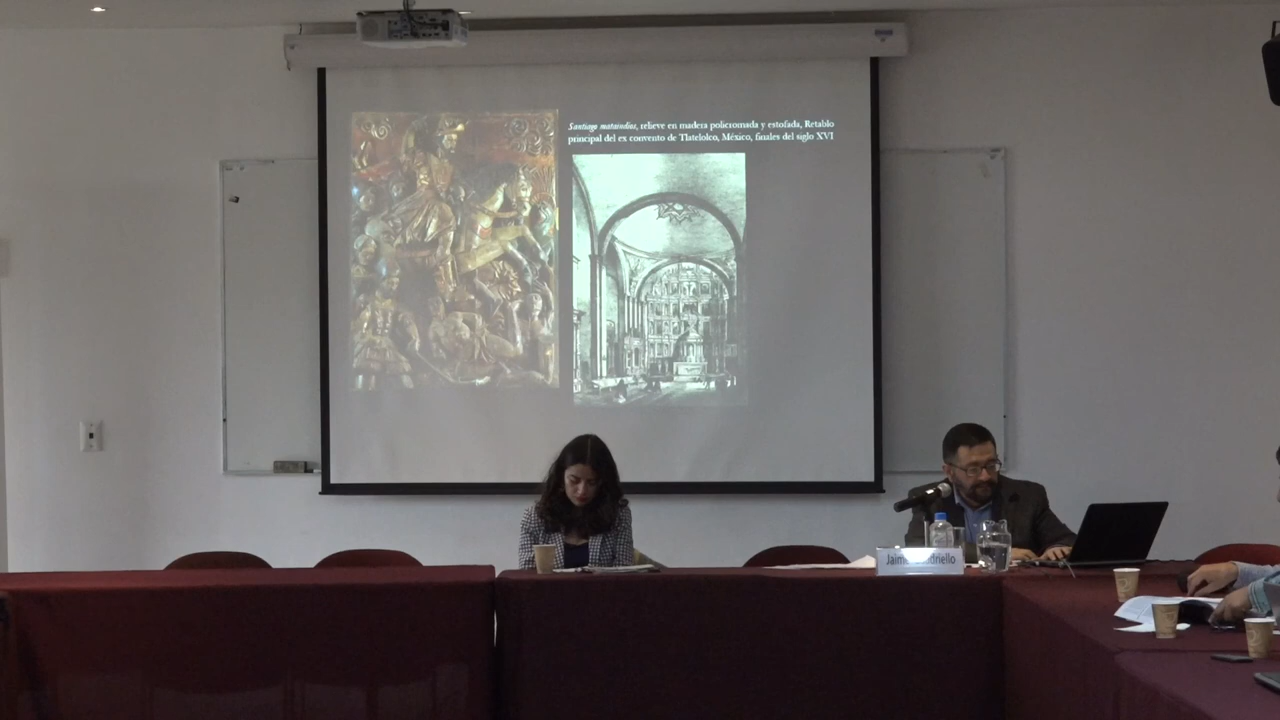 Santiago mataindios, relieve en madera policromada y estofada, Retablo
principal del ex convento de Tlatelolco, México, finales del siglo XVI
Jaime